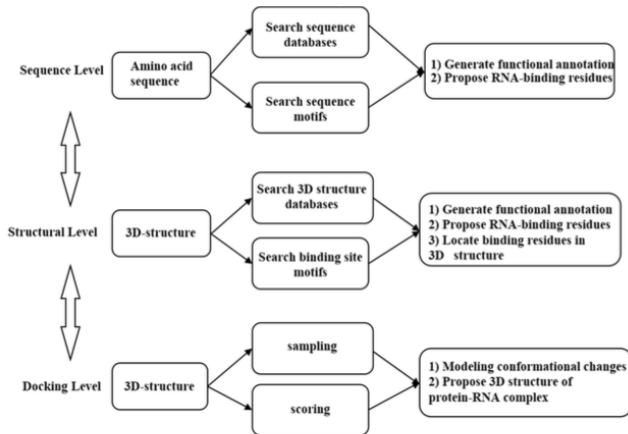 Sequence Level
Amino acid
sequence
Search sequence
databases
Search sequence
motifs
1) Generate functional annotation
2) Propose RNA-binding residues
Structural Level
3D-structure
Search 3D structure
databases
Search binding site
motifs
1) Generate functional annotation
2) Propose RNA-binding residues
3) Locate binding residues in
3D structure
Docking Level
3D-structure
sampling
scoring
1) Modeling conformational changes
2) Propose 3D structure of
protein-RNA complex